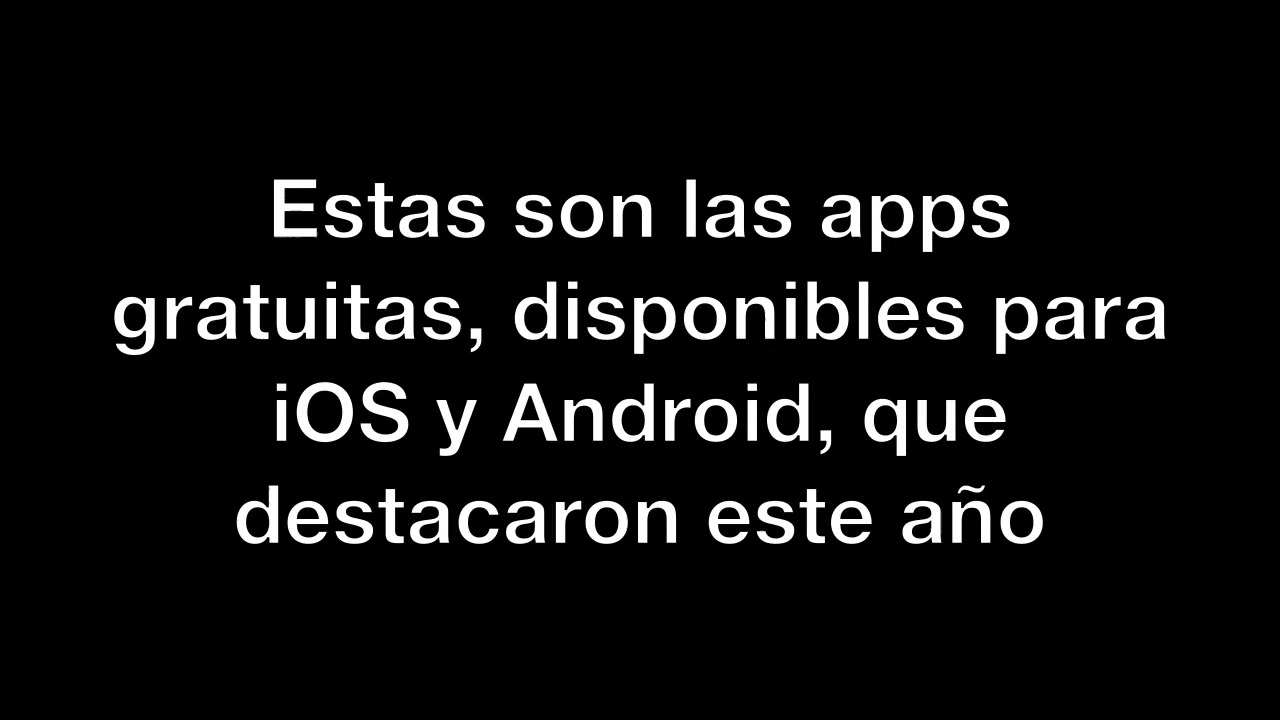 Estas son las apps
gratuitas, disponibles para
iOS y Android, que
destacaron este año